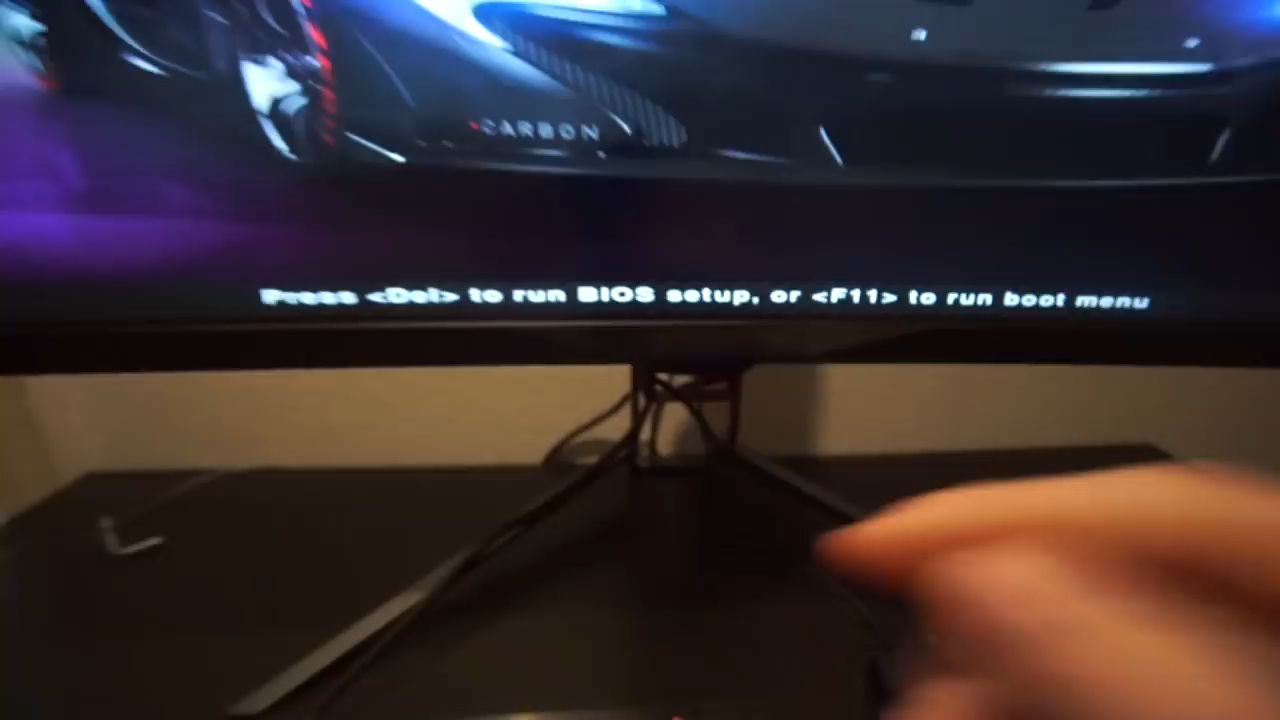 CARBON
Press <Del> to run BIOS setup, or <F11> to run boot menu